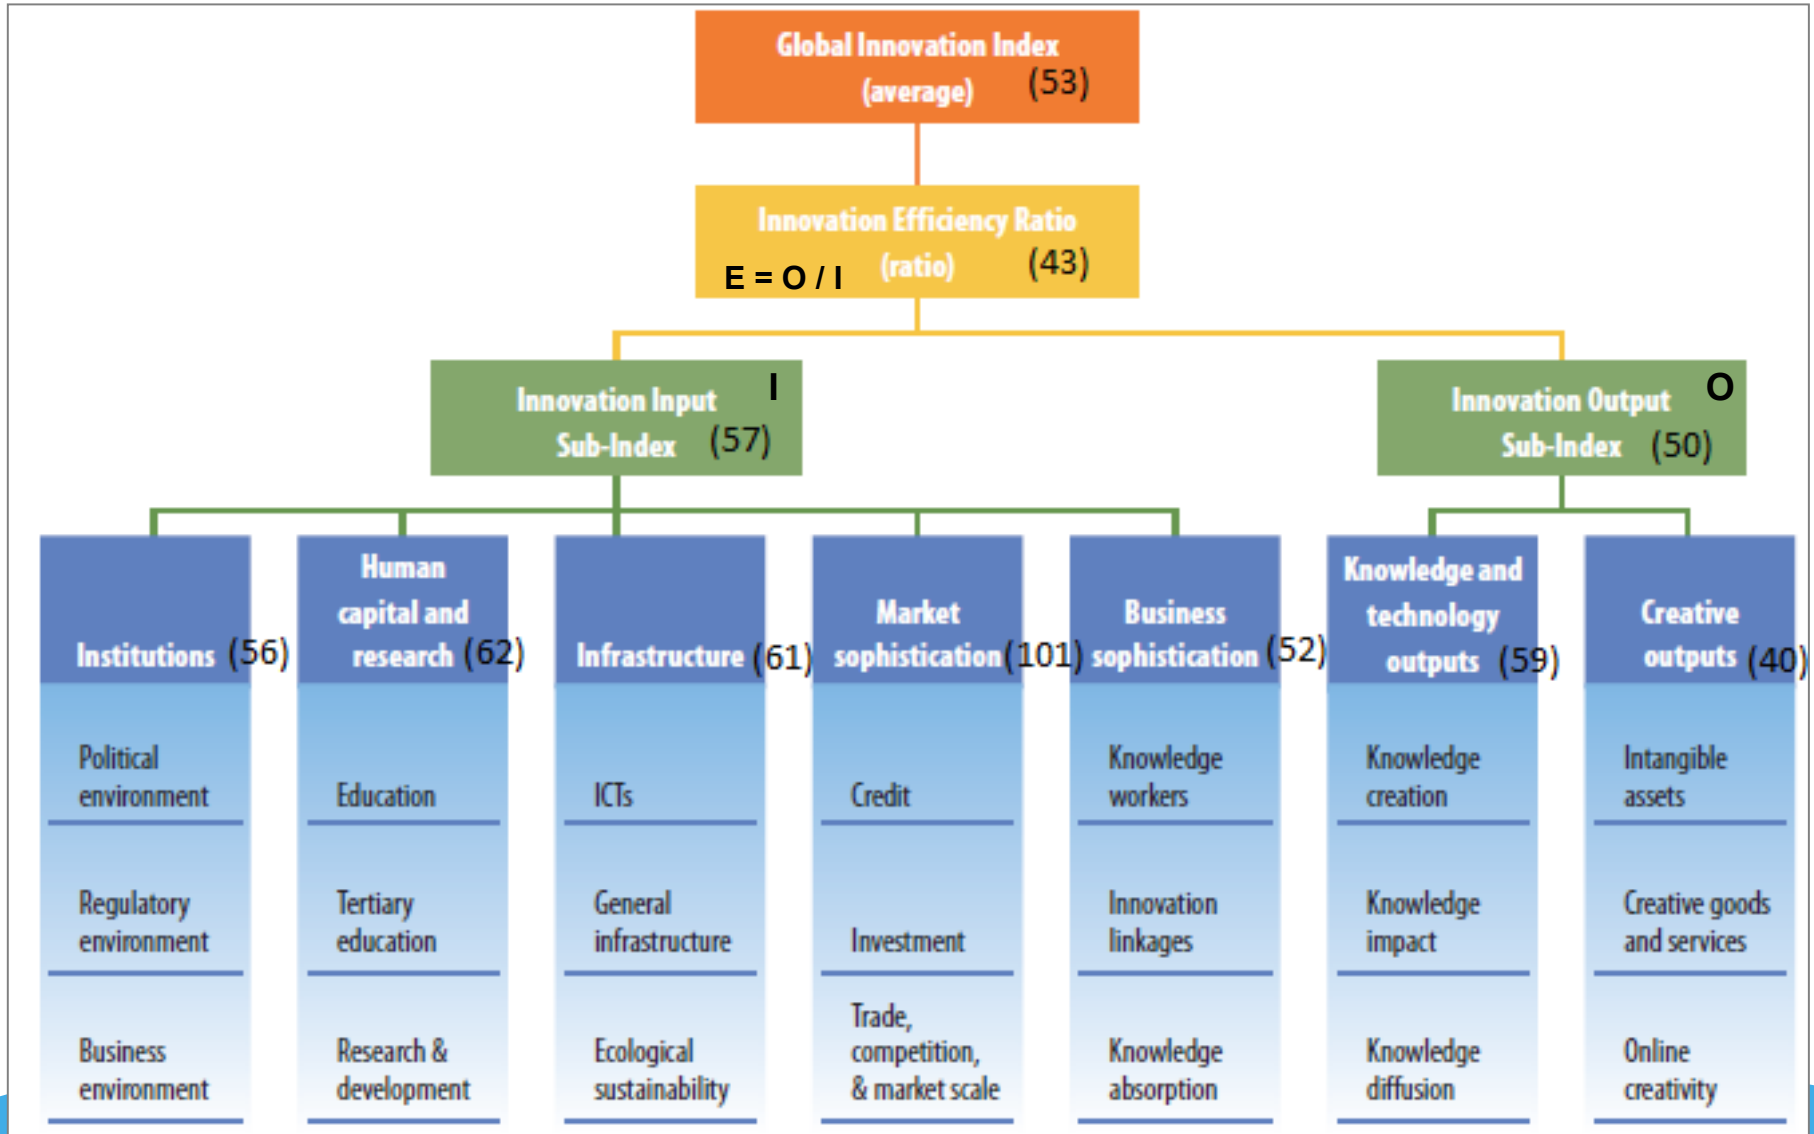 Global Innovation Index
(average) (53)
Innovation Efficiency Ratio
E = O / I (ratio) (43)
Innovation Input I
Sub-Index (57)
Innovation Output O
Sub-Index (50)
Institutions (56)
Human
capital and
research (62)
Infrastructure (61)
Market
sophistication (101)
Business
sophistication (52)
Knowledge and
technology
outputs (59)
Creative
outputs (40)
Political
environment
Regulatory
environment
Business
environment
Education
Tertiary
education
Research &
development
ICTs
General
infrastructure
Ecological
sustainability
Credit
Investment
Trade,
competition,
& market scale
Knowledge
workers
Innovation
linkages
Knowledge
absorption
Knowledge
creation
Knowledge
impact
Knowledge
diffusion
Intangible
assets
Creative goods
and services
Online
creativity